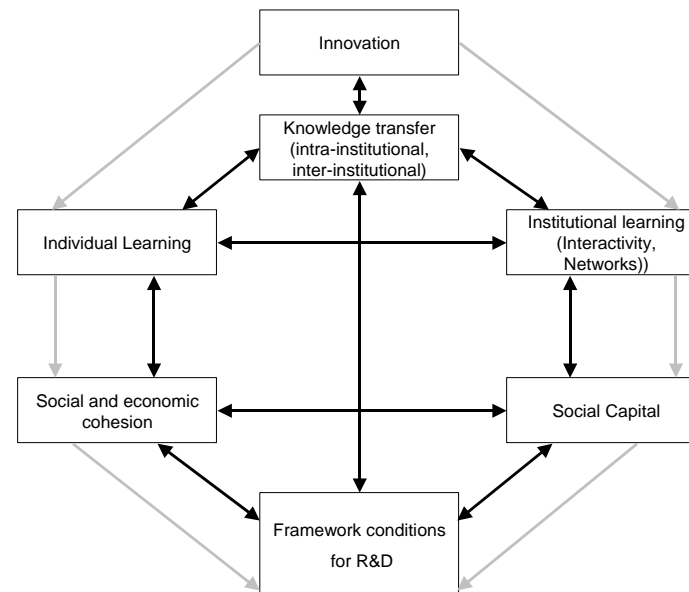 Innovation
Knowledge transfer
(intra-institutional,
inter-institutional)
Individual Learning
Institutional learning
(Interactivity,
Networks))
Social and economic
cohesion
Social Capital
Framework conditions
for R&D